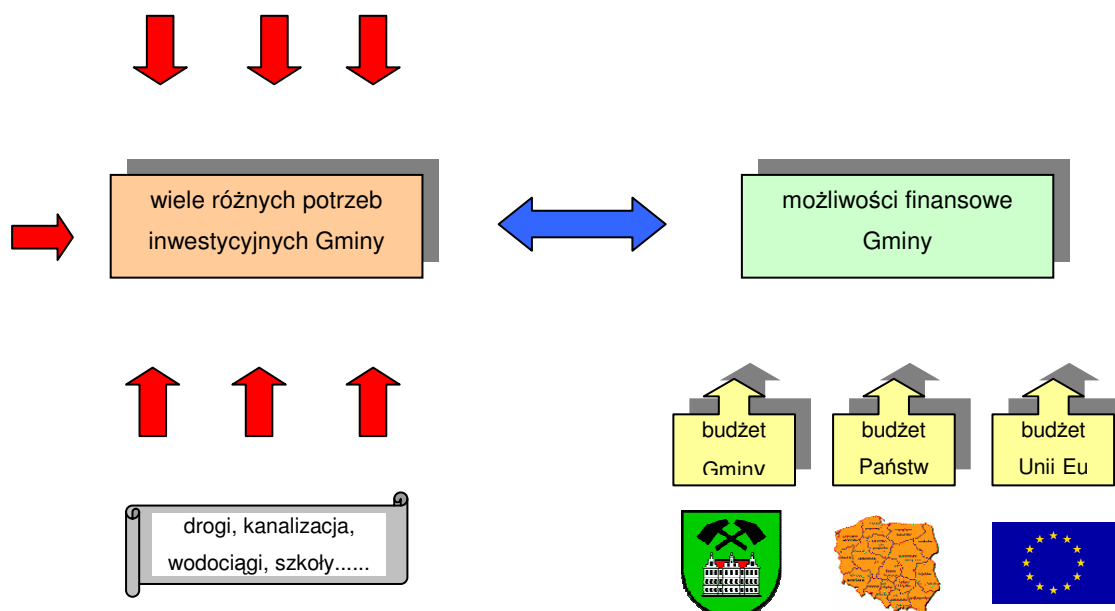 wiele różnych potrzeb
inwestycyjnych Gminy
możliwości finansowe
Gminy
budżet
Gminy
budżet
Państw
budżet
Unii Eu
drogi, kanalizacja,
wodociągi, szkoły......